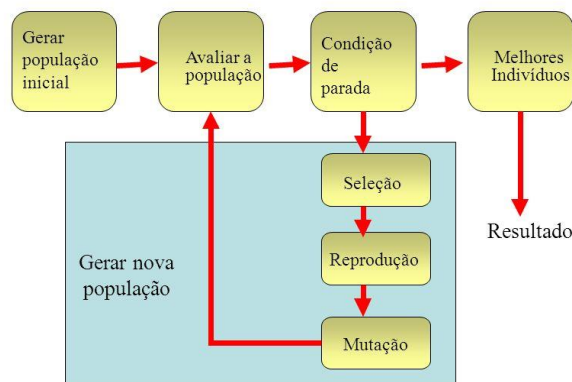 Gerar
população
inicial
Avaliar a
população
Condição
de
parada
Melhores
Indivíduos
Seleção
Resultado
Reprodução
Gerar nova
população
Mutação